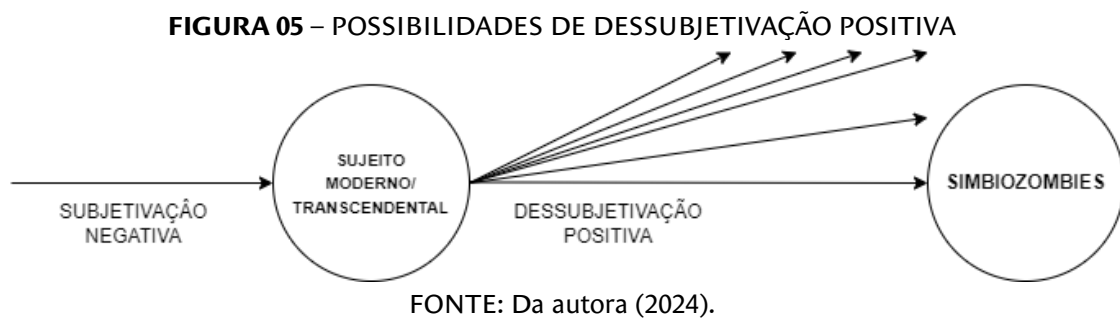 FIGURA 05 – POSSIBILIDADES DE DESSUBJETIVAÇÃO POSITIVA
SUJEITO
MODERNO/
TRANSCENDENTAL
SIMBIOZOMBIES
SUBJETIVAÇÂO
NEGATIVA
DESSUBJETIVAÇÃO
POSITIVA
FONTE: Da autora (2024).